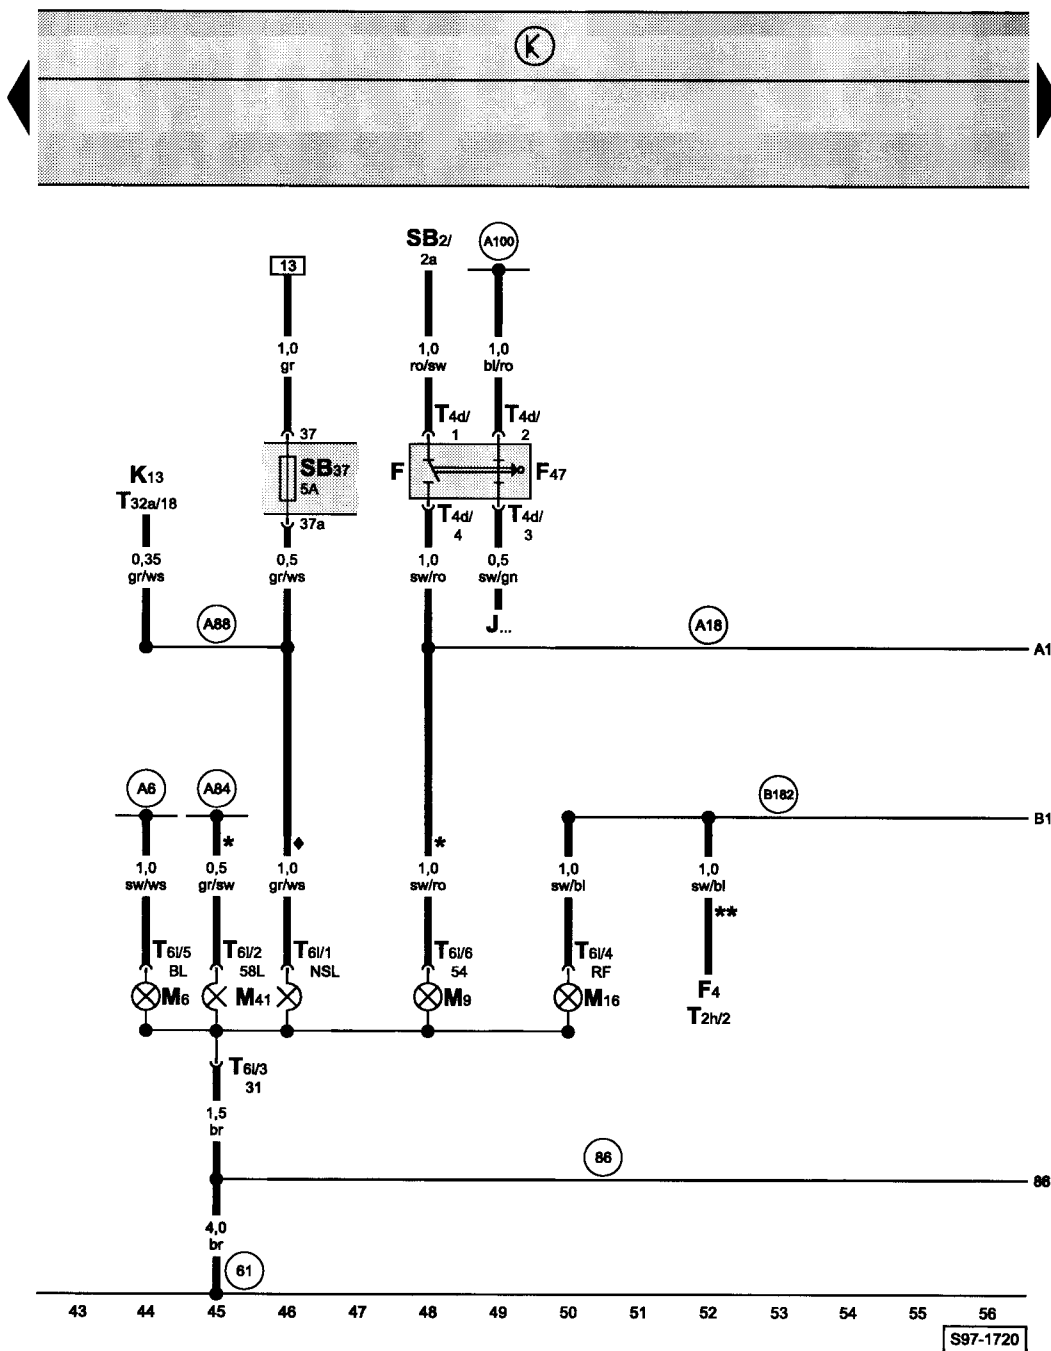 K
SB2/ A100
2a
13
1,0 1,0 1,0
gr ro/sw bl/ro
T4d/ T4d/
37 1 2
K13 SB37 F F47
T32a/18 5A
37a T4d/ T4d/
4 3
0,35 0,5 1,0 0,5
gr/ws gr/ws sw/ro sw/gn
A88 J... A18
A1
A6 A84 B182
B1
* ♦ *
1,0 0,5 1,0 1,0 1,0 1,0
sw/ws gr/sw gr/ws sw/ro sw/bl sw/bl
**
T6l/5 T6l/2 T6l/1 T6l/6 T6l/4
BL 58L NSL 54 RF
M6 M41 M9 M16 F4
T2h/2
T6l/3
31
1,5
br
86
86
4,0
br
61
43 44 45 46 47 48 49 50 51 52 53 54 55 56
S97-1720